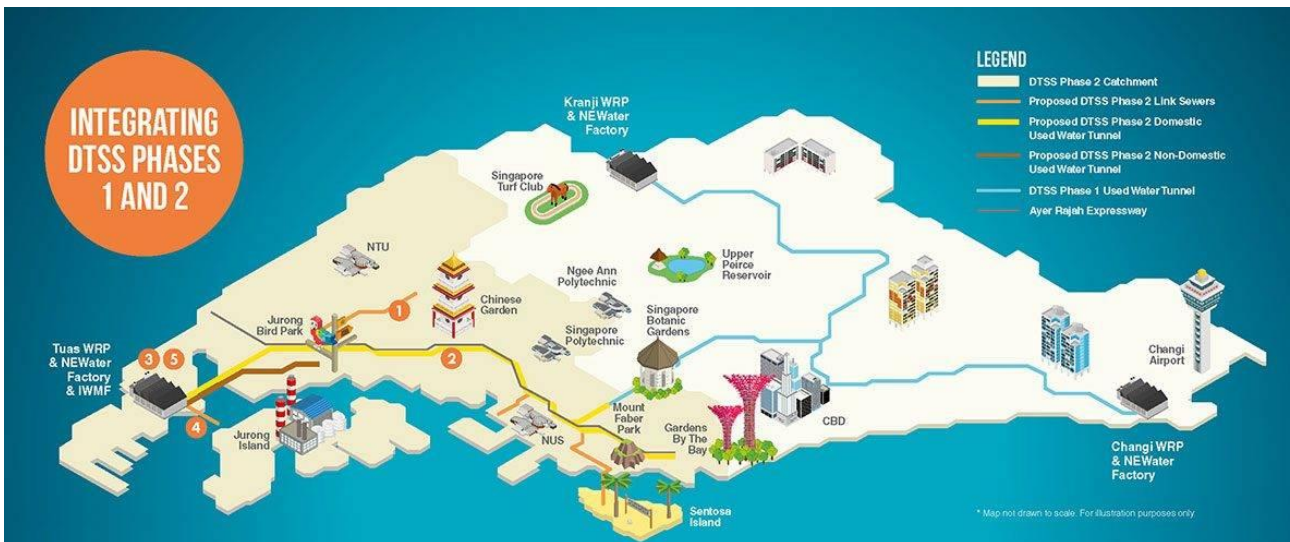 INTEGRATING
DTSS PHASES
1 AND 2
LEGEND
DTSS Phase 2 Catchment
Proposed DTSS Phase 2 Link Sewers
Proposed DTSS Phase 2 Domestic
Used Water Tunnel
Proposed DTSS Phase 2 Non-Domestic
Used Water Tunnel
DTSS Phase 1 Used Water Tunnel
Ayer Rajah Expressway
Kranji WRP
& NEWater
Factory
Singapore
Turf Club
NTU
Ngee Ann
Polytechnic
Upper
Peirce
Reservoir
Chinese
Garden
1
Jurong
Bird Park
Singapore
Botanic
Gardens
Singapore
Polytechnic
2
Tuas WRP
& NEWater
Factory
& IWMF
3
5
4
Jurong
Island
NUS
Mount
Faber
Park
Gardens
By The
Bay
CBD
Changi
Airport
Changi WRP
& NEWater
Factory
Sentosa
Island
* Map not drawn to scale. For illustration purposes only.